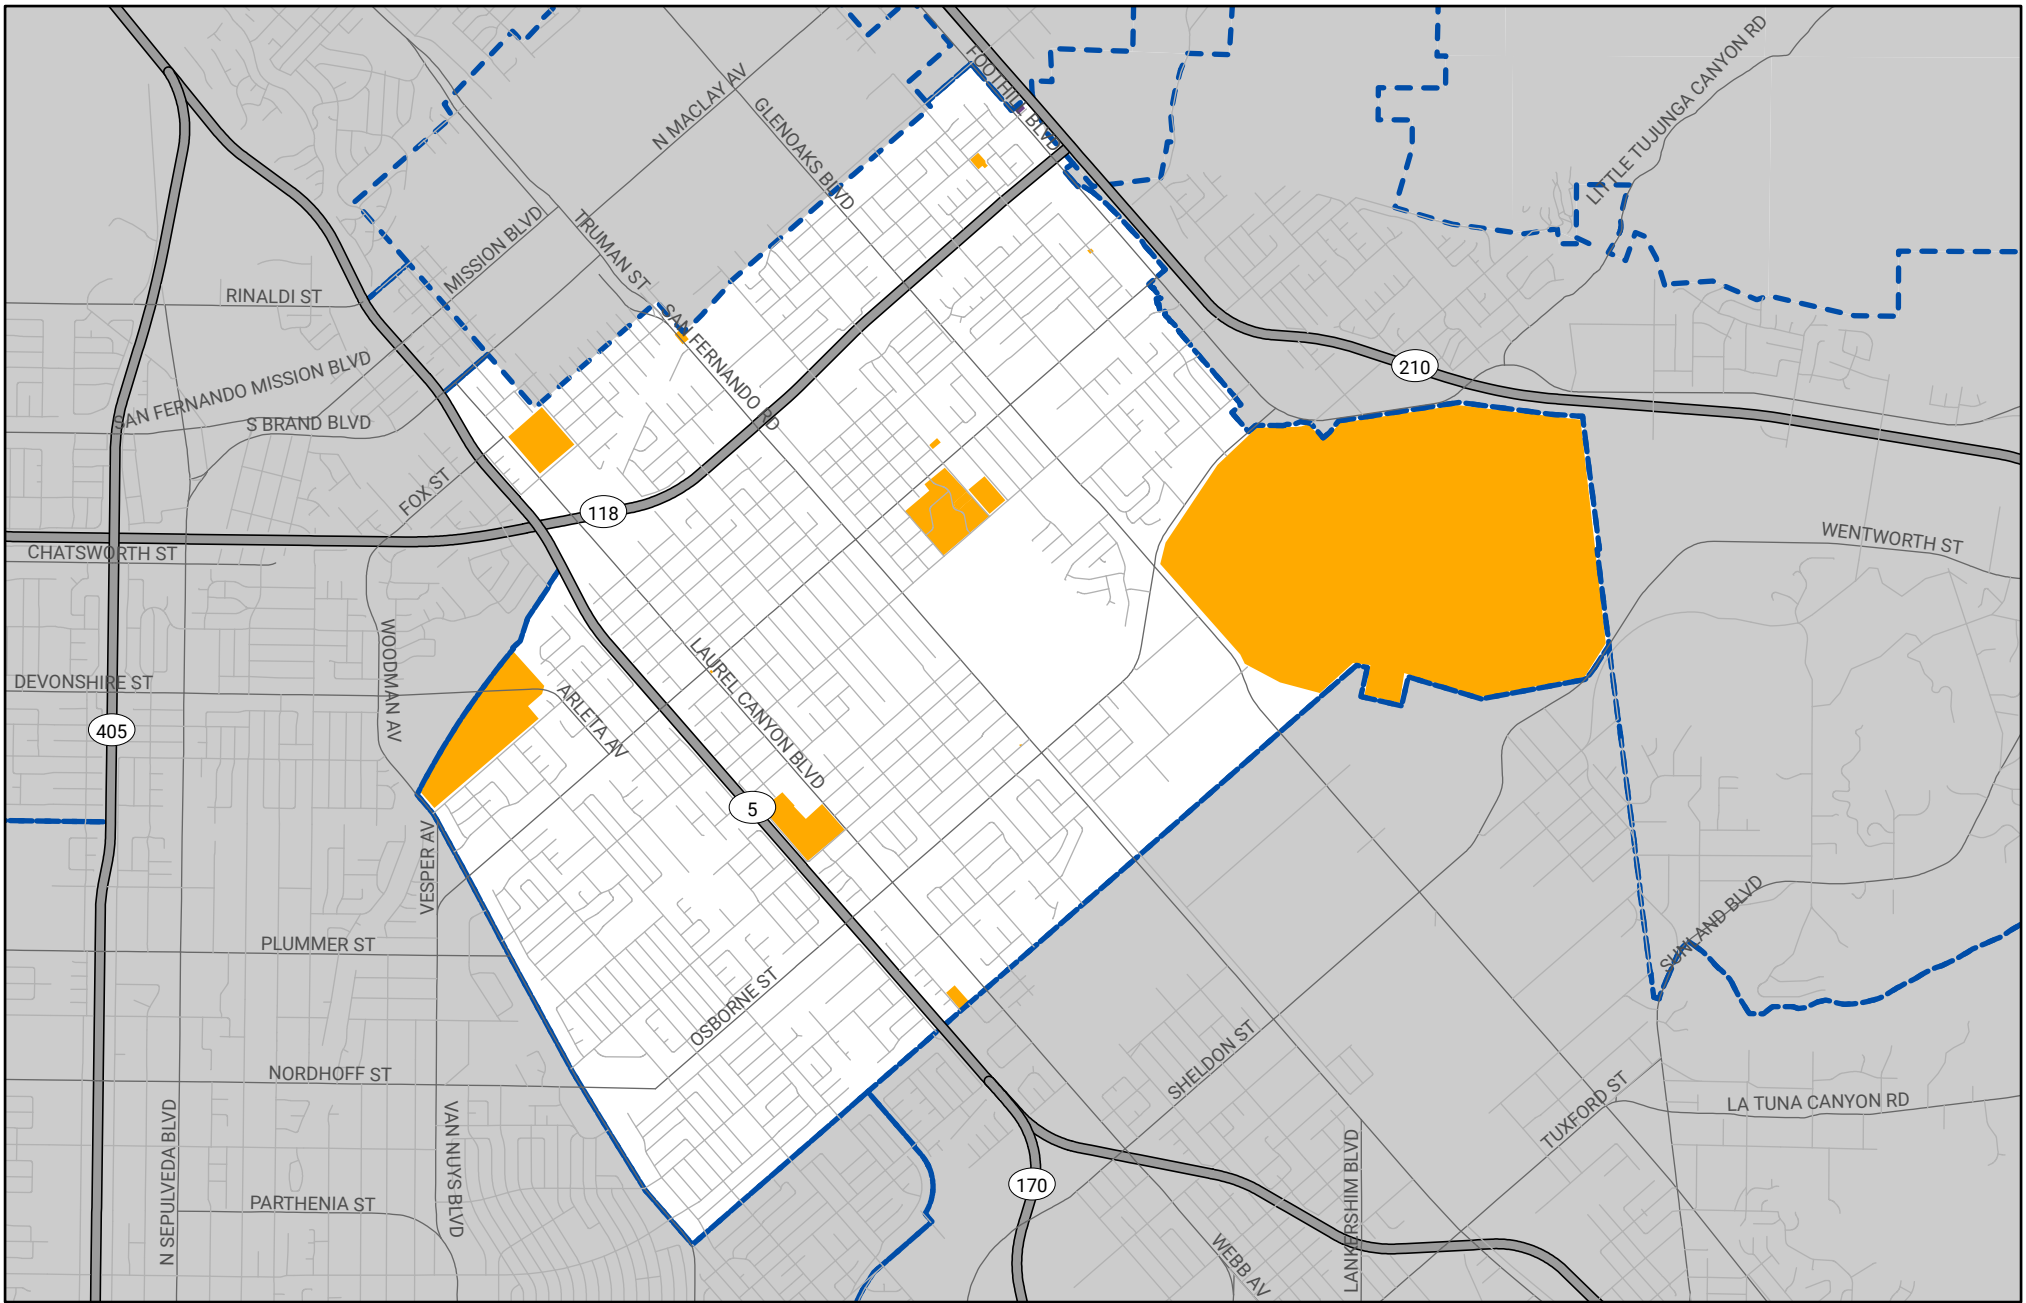 FOOTHILL BLVD
LITTLE TUJUNGA CANYON RD
N MACLAY AV
GLENOAKS BLVD
MISSION BLVD
TRUMAN ST
RINALDI ST
SAN FERNANDO RD
SAN FERNANDO MISSION BLVD
210
S BRAND BLVD
FOX ST
118
WENTWORTH ST
CHATSWORTH ST
WOODMAN AV
LAUREL CANYON BLVD
DEVONSHIRE ST
ARLETA AV
405
5
VESPER AV
SUNLAND BLVD
PLUMMER ST
OSBORNE ST
SHELDON ST
NORDHOFF ST
TUXFORD ST
LA TUNA CANYON RD
N SEPULVEDA BLVD
VAN NUYS BLVD
170
LANKERSHIM BLVD
PARTHENIA ST
WEBB AV